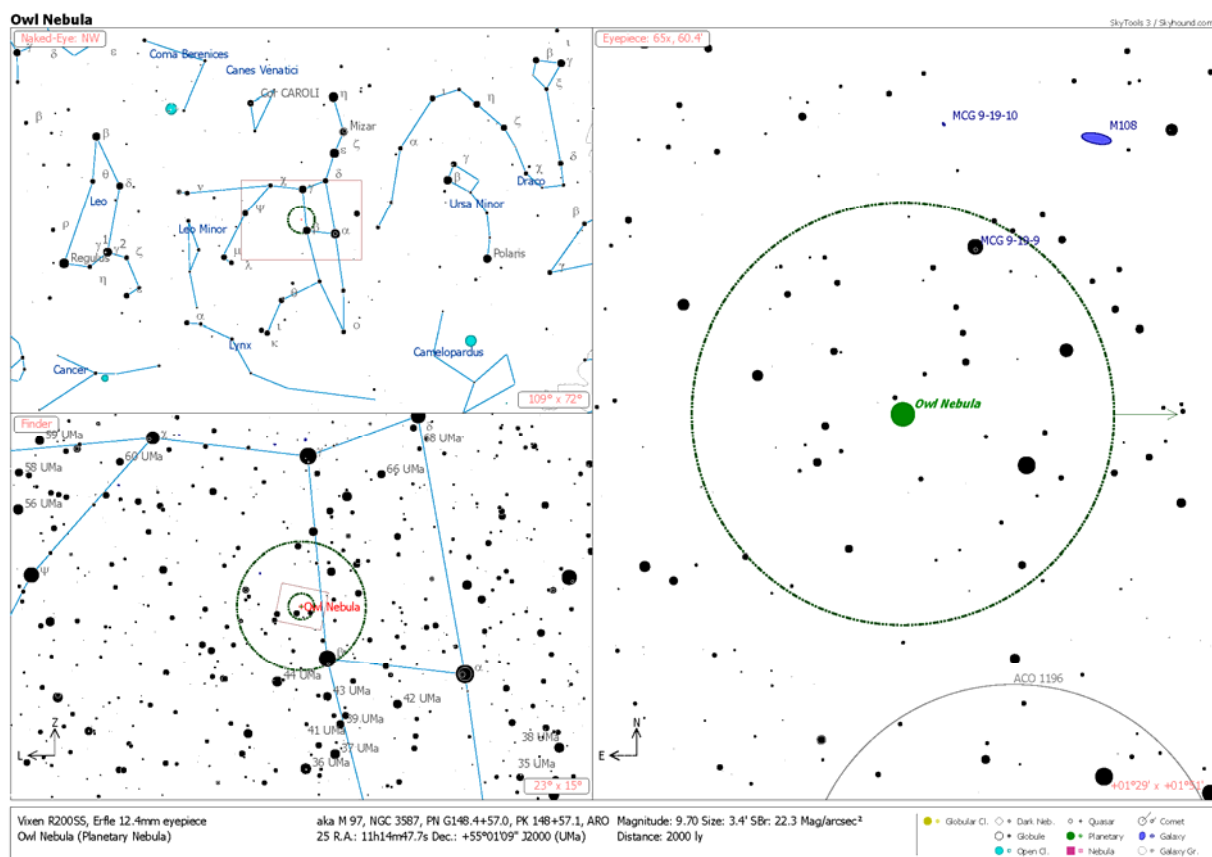 Owl Nebula
SkyTools 3 / Skyhound.com
Naked-Eye: NW
Coma Berenices
Canes Venatici
Cor CAROLI
Mizar
Leo
Leo Minor
Regulus
Lynx
Cancer
Draco
Ursa Minor
Polaris
Camelopardus
β
δ
ε
β
β
θ
δ
ρ
γ1
γ2
ζ
η
ν
χ
ψ
μ
λ
α
θ
ι
κ
ο
η
ζ
ε
δ
γ
β
α
α
ι
η
ζ
χ
γ
β
ι
β
γ
ξ
δ
β
γ
109° x 72°
Finder
59 UMa
χ
60 UMa
58 UMa
56 UMa
γ
δ
68 UMa
66 UMa
ψ
Owl Nebula
β
α
44 UMa
43 UMa
42 UMa
39 UMa
41 UMa
37 UMa
36 UMa
38 UMa
35 UMa
Z
L
23° x 15°
Eyepiece: 65x, 60.4'
MCG 9-19-10
M108
MCG 9-19-9
Owl Nebula
ACO 1196
N
E
+01°29' x +01°51'
Vixen R200SS, Erfle 12.4mm eyepiece
Owl Nebula (Planetary Nebula)
aka M 97, NGC 3587, PN G148.4+57.0, PK 148+57.1, ARO
25 R.A.: 11h14m47.7s Dec.: +55°01'09" J2000 (UMa)
Magnitude: 9.70 Size: 3.4' SBr: 22.3 Mag/arcsec²
Distance: 2000 ly
Globular Cl.
Dark Neb.
Quasar
Comet
Globule
Planetary
Galaxy
Open Cl.
Nebula
Galaxy Gr.